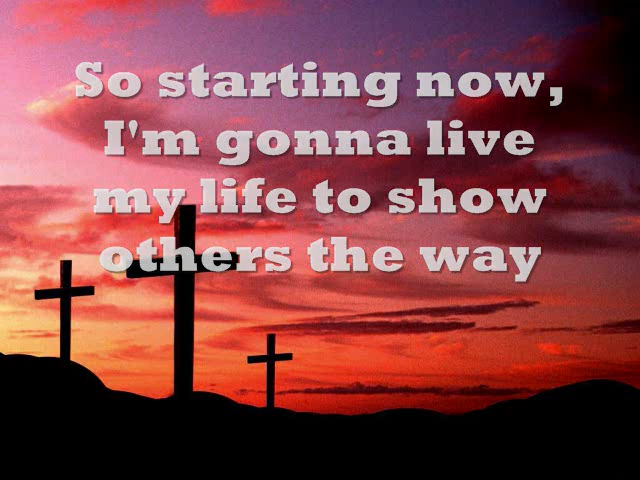 So starting now,
I'm gonna live
my life to show
others the way